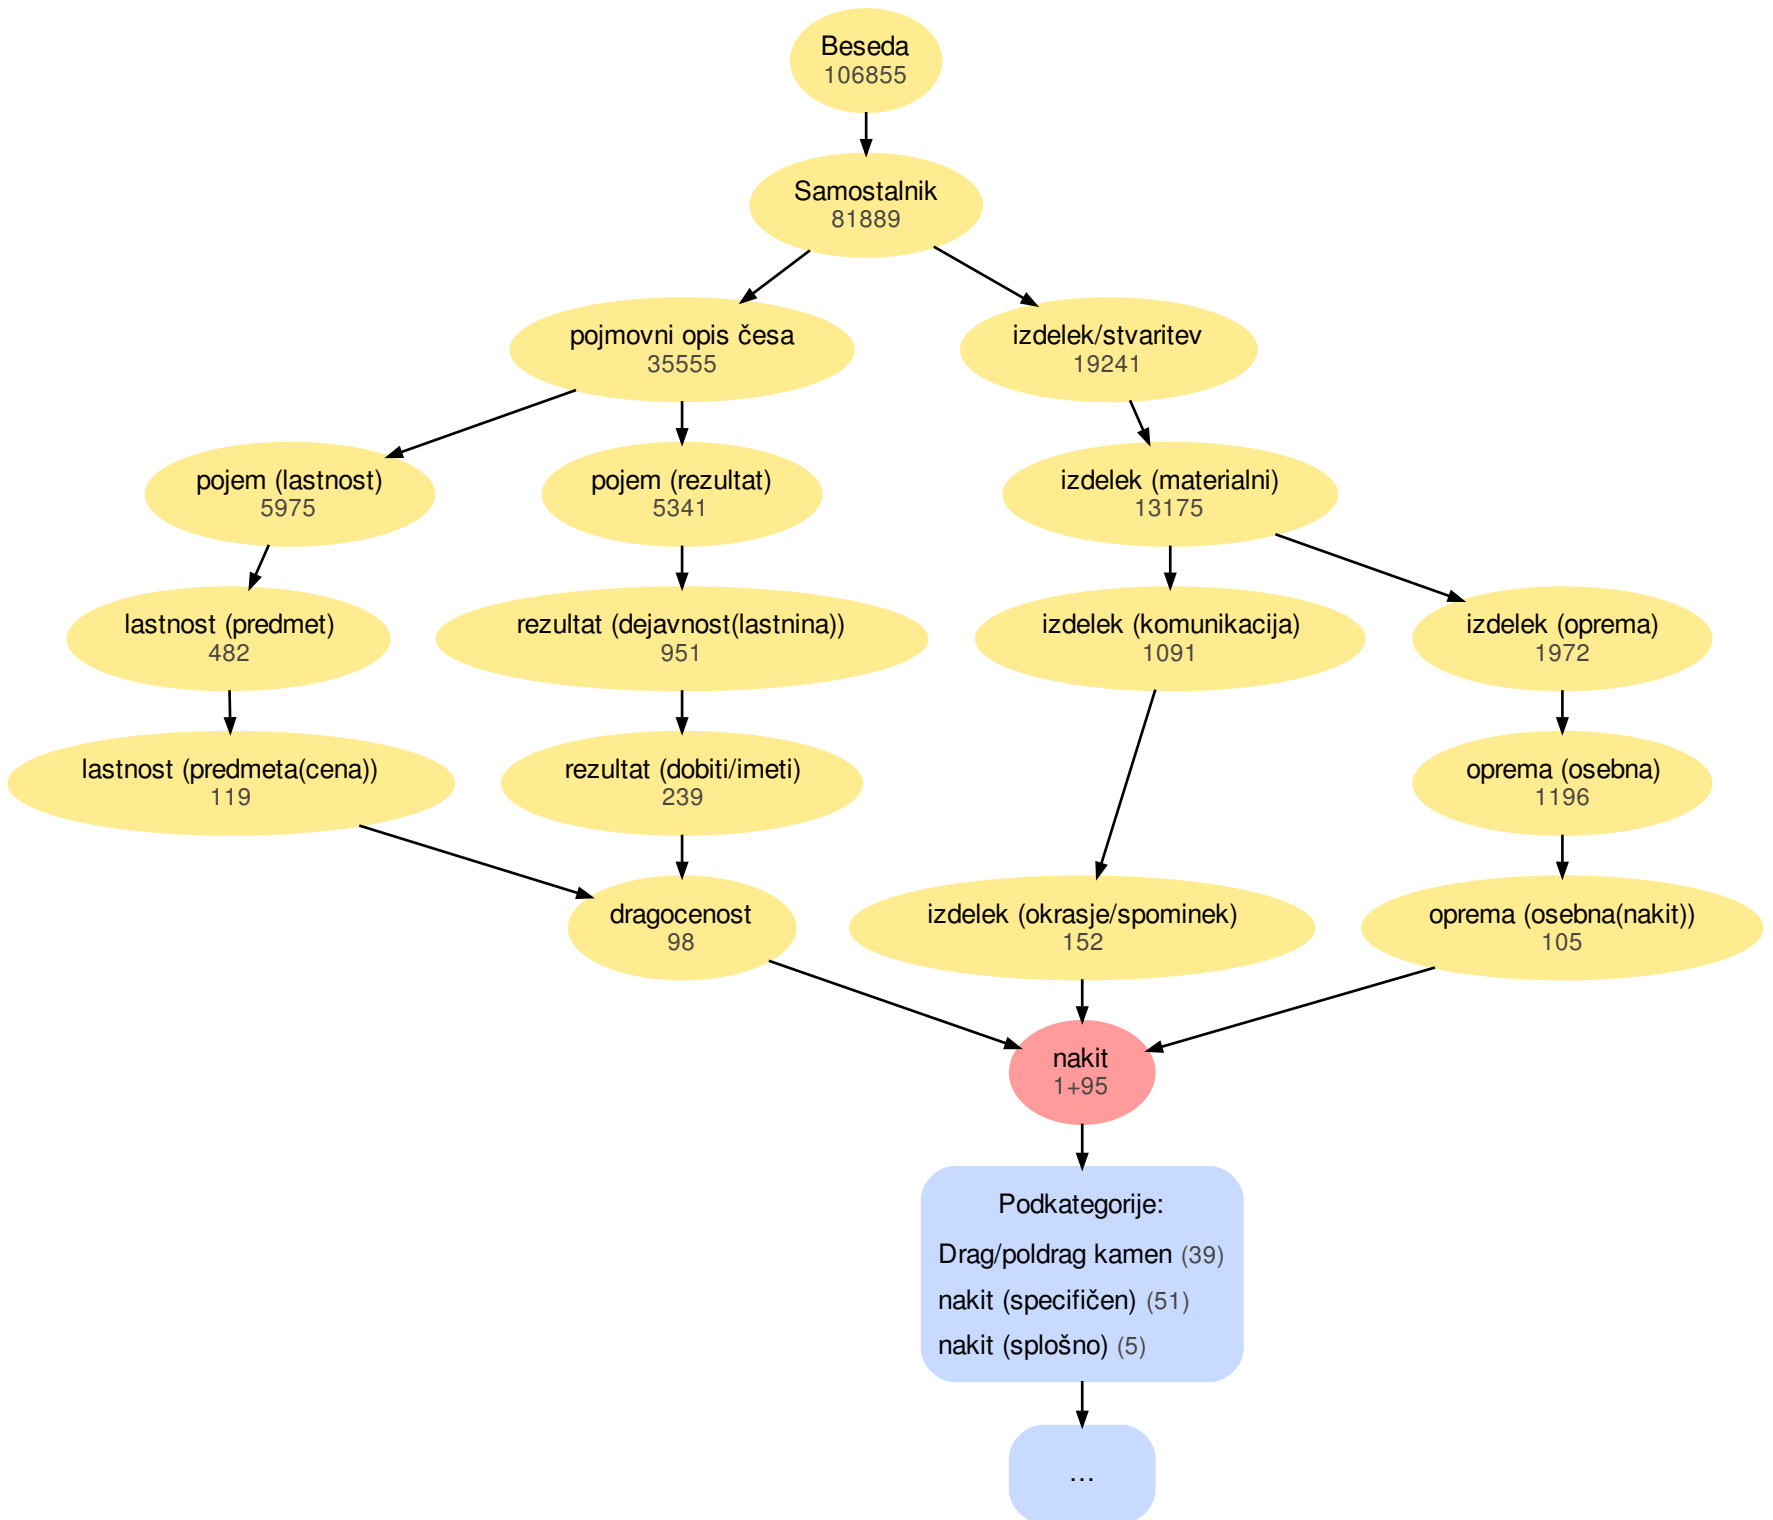 Beseda
106855
Samostalnik
81889
pojmovni opis česa
35555
izdelek/stvaritev
19241
pojem (lastnost)
5975
pojem (rezultat)
5341
izdelek (materialni)
13175
lastnost (predmet)
482
rezultat (dejavnost(lastnina))
951
izdelek (komunikacija)
1091
izdelek (oprema)
1972
lastnost (predmeta(cena))
119
rezultat (dobiti/imeti)
239
oprema (osebna)
1196
dragocenost
98
izdelek (okrasje/spominek)
152
oprema (osebna(nakit))
105
nakit
1+95
Podkategorije:
Drag/poldrag kamen (39)
nakit (specifičen) (51)
nakit (splošno) (5)
...